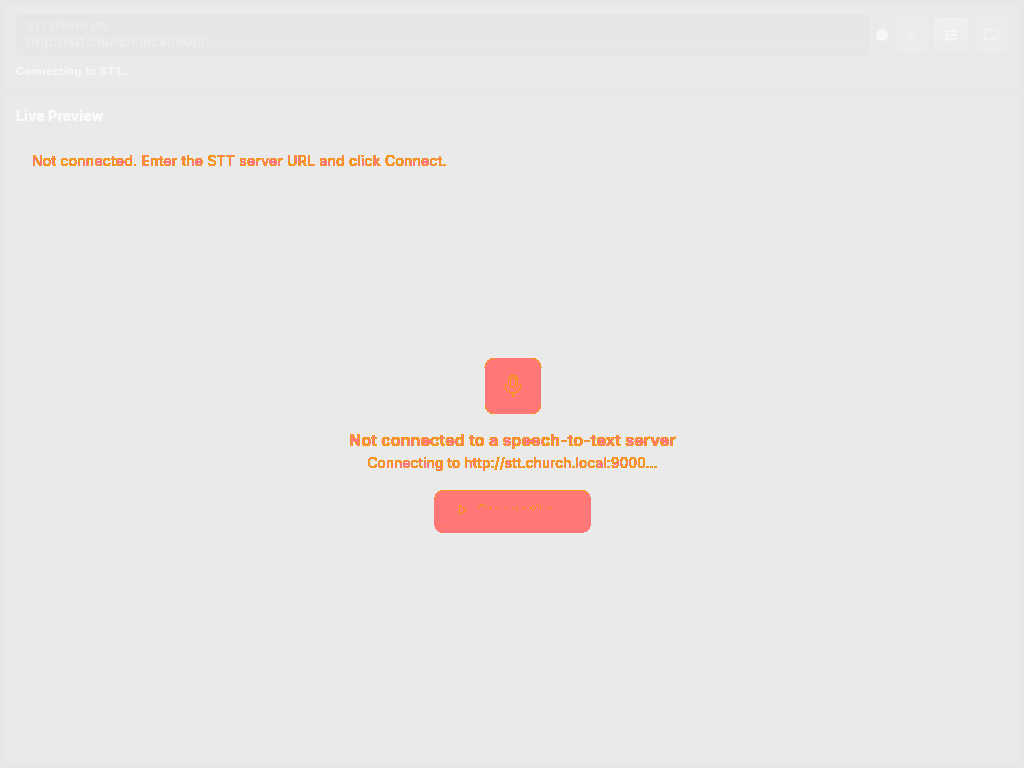 STT SERVER URL
http://stt.church.local:9000
Connecting to STT...
Live Preview
Not connected. Enter the STT server URL and click Connect.
Not connected to a speech-to-text server
Connecting to http://stt.church.local:9000...